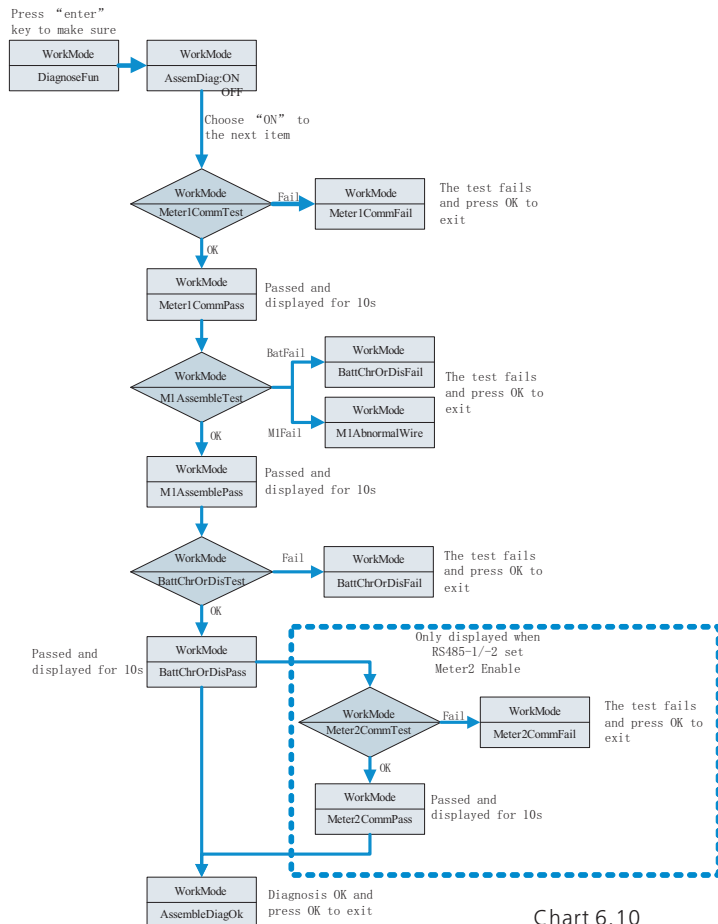 Press “enter”
key to make sure
WorkMode
DiagnoseFun
WorkMode
AssemDiag:ON
OFF
Choose “ON” to
the next item
WorkMode
Meter1CommTest
Fail
WorkMode
Meter1CommFail
The test fails
and press OK to
exit
OK
WorkMode
Meter1CommPass
Passed and
displayed for 10s
WorkMode
M1AssembleTest
BatFail
WorkMode
BattChrOrDisFail
M1Fail
WorkMode
M1AbnormalWire
The test fails
and press OK to
exit
OK
WorkMode
M1AssemblePass
Passed and
displayed for 10s
WorkMode
BattChrOrDisTest
Fail
WorkMode
BattChrOrDisFail
The test fails
and press OK to
exit
OK
Passed and
displayed for 10s
WorkMode
BattChrOrDisPass
Only displayed when
RS485-1/-2 set
Meter2 Enable
WorkMode
Meter2CommTest
Fail
WorkMode
Meter2CommFail
The test fails
and press OK to
exit
OK
WorkMode
Meter2CommPass
Passed and
displayed for 10s
WorkMode
AssembleDiagOk
Diagnosis OK and
press OK to exit
Chart 6.10